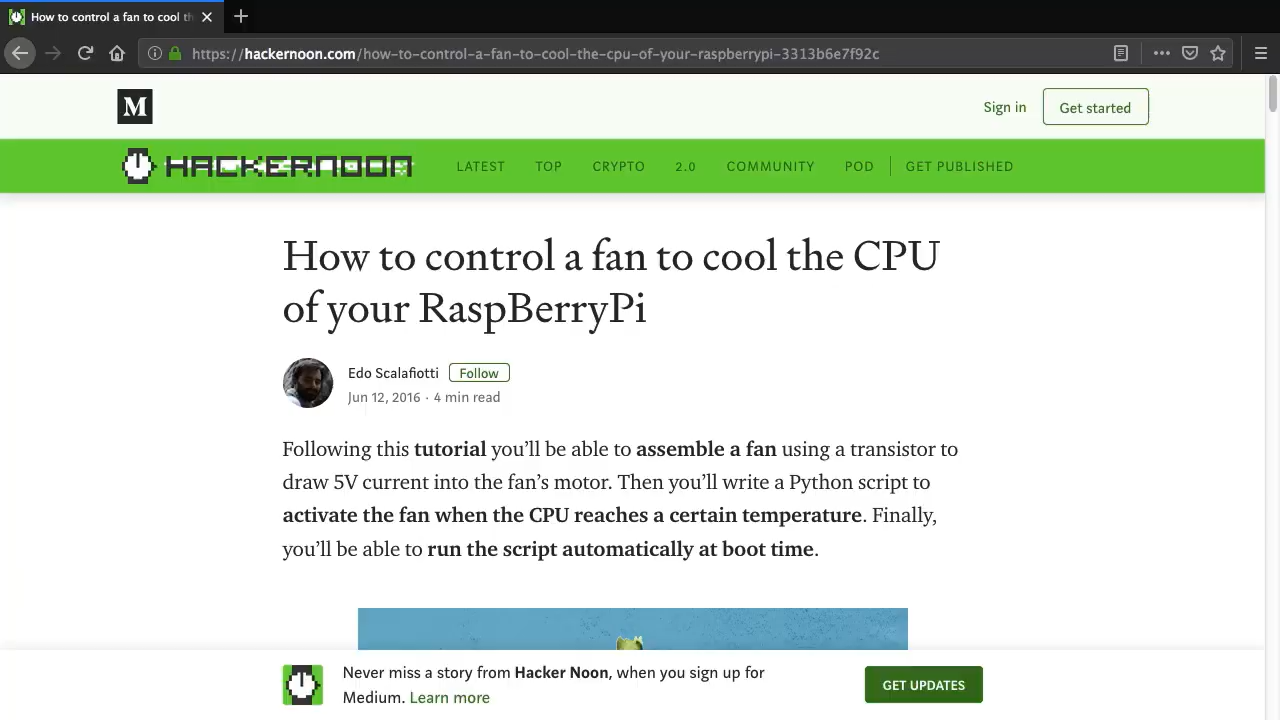 How to control a fan to cool th
https://hackernoon.com/how-to-control-a-fan-to-cool-the-cpu-of-your-raspberrypi-3313b6e7f92c
M
Sign in
Get started
HACKERNOON
LATEST
TOP
CRYPTO
2.0
COMMUNITY
POD
GET PUBLISHED
How to control a fan to cool the CPU
of your RaspBerryPi
Edo Scalafiotti
Follow
Jun 12, 2016 · 4 min read
Following this tutorial you’ll be able to assemble a fan using a transistor to
draw 5V current into the fan’s motor. Then you’ll write a Python script to
activate the fan when the CPU reaches a certain temperature. Finally,
you’ll be able to run the script automatically at boot time.
Never miss a story from Hacker Noon, when you sign up for
Medium. Learn more
GET UPDATES